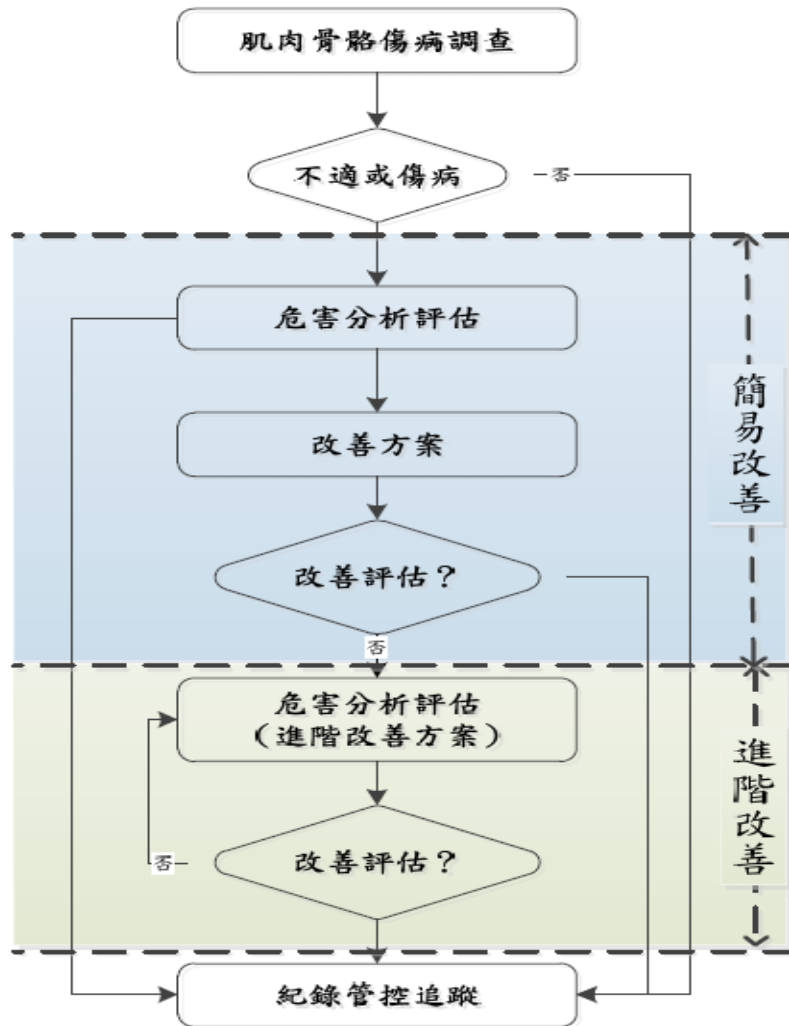 肌肉骨骼傷病調查
不適或傷病
否
危害分析評估
改善方案
簡易改善
改善評估？
否
危害分析評估
（進階改善方案）
進階改善
改善評估？
否
紀錄管控追蹤